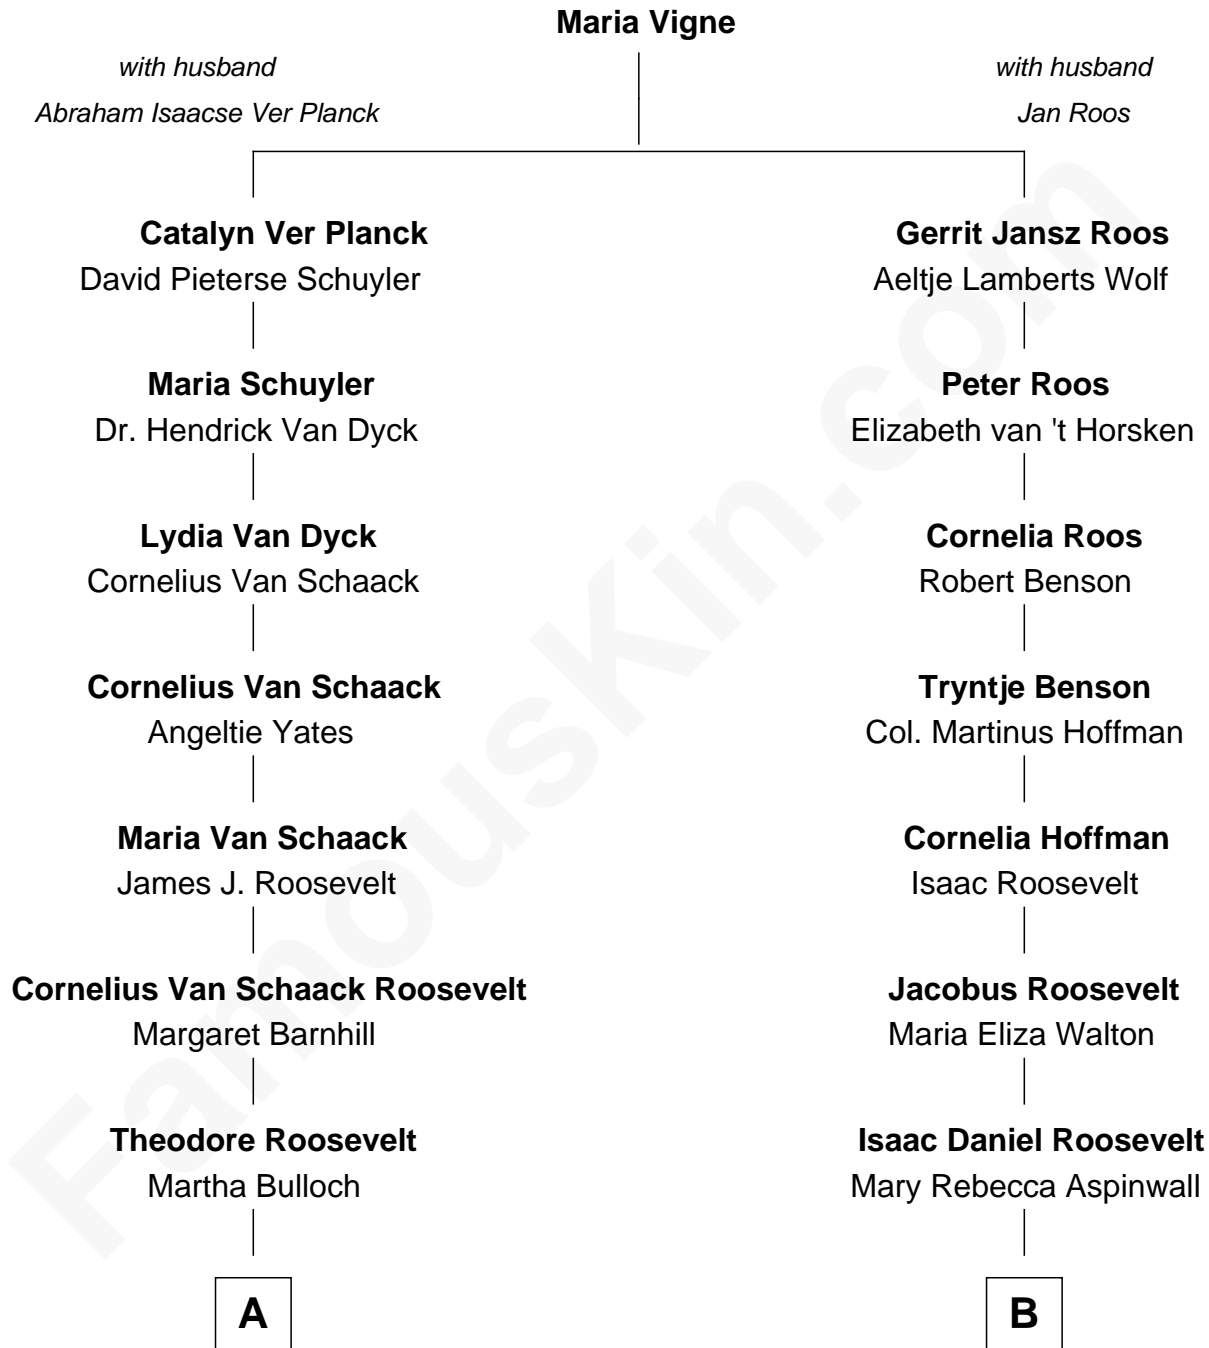 Maria Vigne
with husband
Abraham Isaacse Ver Planck
with husband
Jan Roos
Catalyn Ver Planck
David Pieterse Schuyler
Gerrit Jansz Roos
Aeltje Lamberts Wolf
Maria Schuyler
Dr. Hendrick Van Dyck
Peter Roos
Elizabeth van 't Horsken
Lydia Van Dyck
Cornelius Van Schaack
Cornelia Roos
Robert Benson
Cornelius Van Schaack
Angeltie Yates
Tryntje Benson
Col. Martinus Hoffman
Maria Van Schaack
James J. Roosevelt
Cornelia Hoffman
Isaac Roosevelt
Cornelius Van Schaack Roosevelt
Margaret Barnhill
Jacobus Roosevelt
Maria Eliza Walton
Theodore Roosevelt
Martha Bulloch
Isaac Daniel Roosevelt
Mary Rebecca Aspinwall
A
B
FamousKin.com